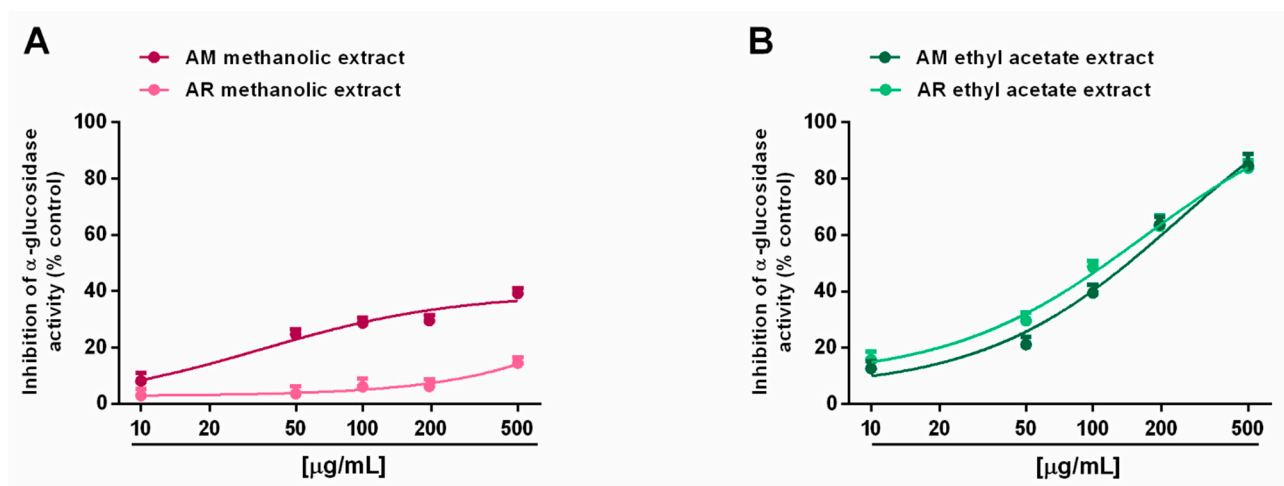 A
AM methanolic extract
AR methanolic extract
Inhibition of α-glucosidase
activity (% control)
100
80
60
40
20
0
10 20 50 100 200 500
[µg/mL]
B
AM ethyl acetate extract
AR ethyl acetate extract
Inhibition of α-glucosidase
activity (% control)
100
80
60
40
20
0
10 20 50 100 200 500
[µg/mL]